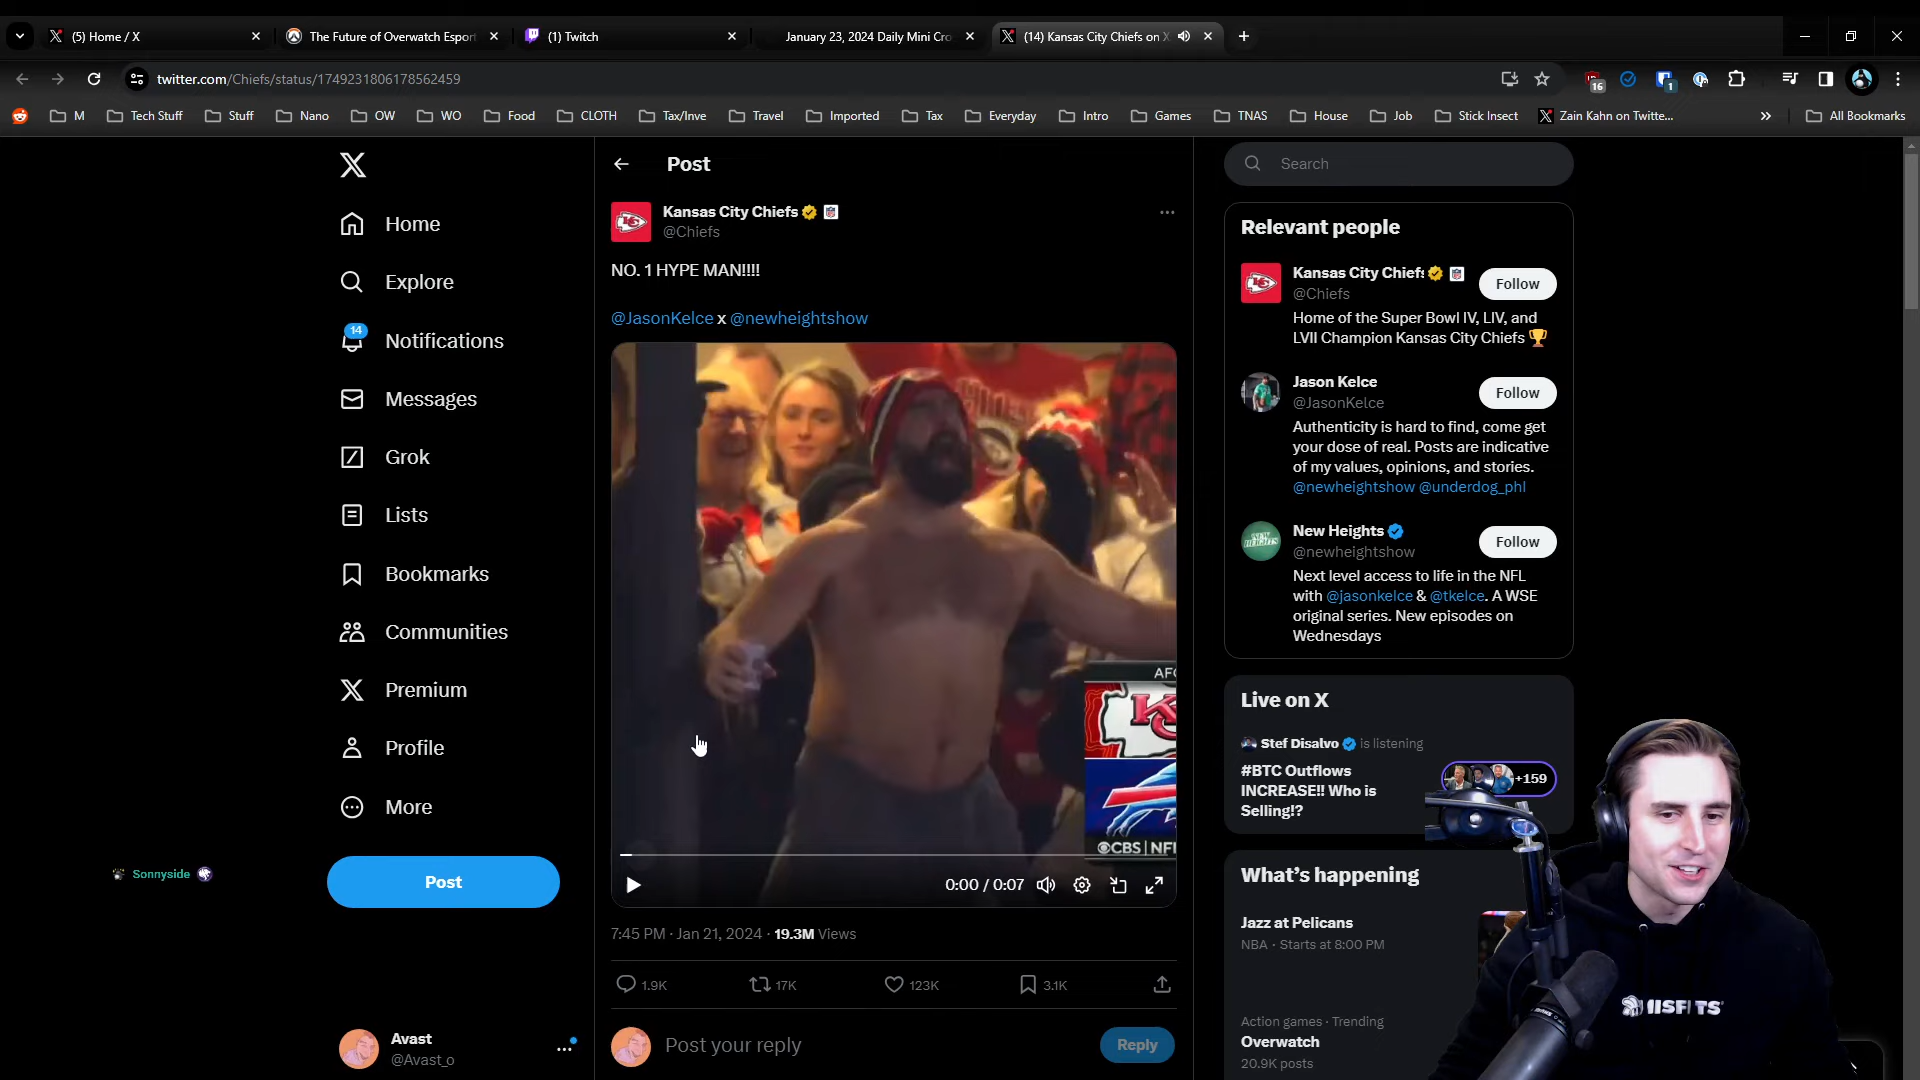 (5) Home / X
The Future of Overwatch Esport
(1) Twitch
January 23, 2024 Daily Mini Cro
(14) Kansas City Chiefs on X
twitter.com/Chiefs/status/1749231806178562459
16
1
M
Tech Stuff
Stuff
Nano
OW
WO
Food
CLOTH
Tax/Inve
Travel
Imported
Tax
Everyday
Intro
Games
TNAS
House
Job
Stick Insect
Zain Kahn on Twitte...
All Bookmarks
Home
Explore
14
Notifications
Messages
Grok
Lists
Bookmarks
Communities
Premium
Profile
More
Post
Sonnyside
Avast
@Avast_o
Post
Kansas City Chiefs
@Chiefs
NO. 1 HYPE MAN!!!!
@JasonKelce x @newheightshow
AFC
©CBS | NFL
0:00 / 0:07
7:45 PM · Jan 21, 2024 · 19.3M Views
1.9K
17K
123K
3.1K
Post your reply
Reply
Search
Relevant people
Kansas City Chiefs
@Chiefs
Follow
Home of the Super Bowl IV, LIV, and
LVII Champion Kansas City Chiefs
Jason Kelce
@JasonKelce
Follow
Authenticity is hard to find, come get
your dose of real. Posts are indicative
of my values, opinions, and stories.
@newheightshow @underdog_phl
New Heights
@newheightshow
Follow
Next level access to life in the NFL
with @jasonkelce & @tkelce. A WSE
original series. New episodes on
Wednesdays
Live on X
Stef Disalvo is listening
#BTC Outflows
INCREASE!! Who is
Selling!?
+159
What's happening
Jazz at Pelicans
NBA · Starts at 8:00 PM
Action games · Trending
Overwatch
20.9K posts
MISFITS